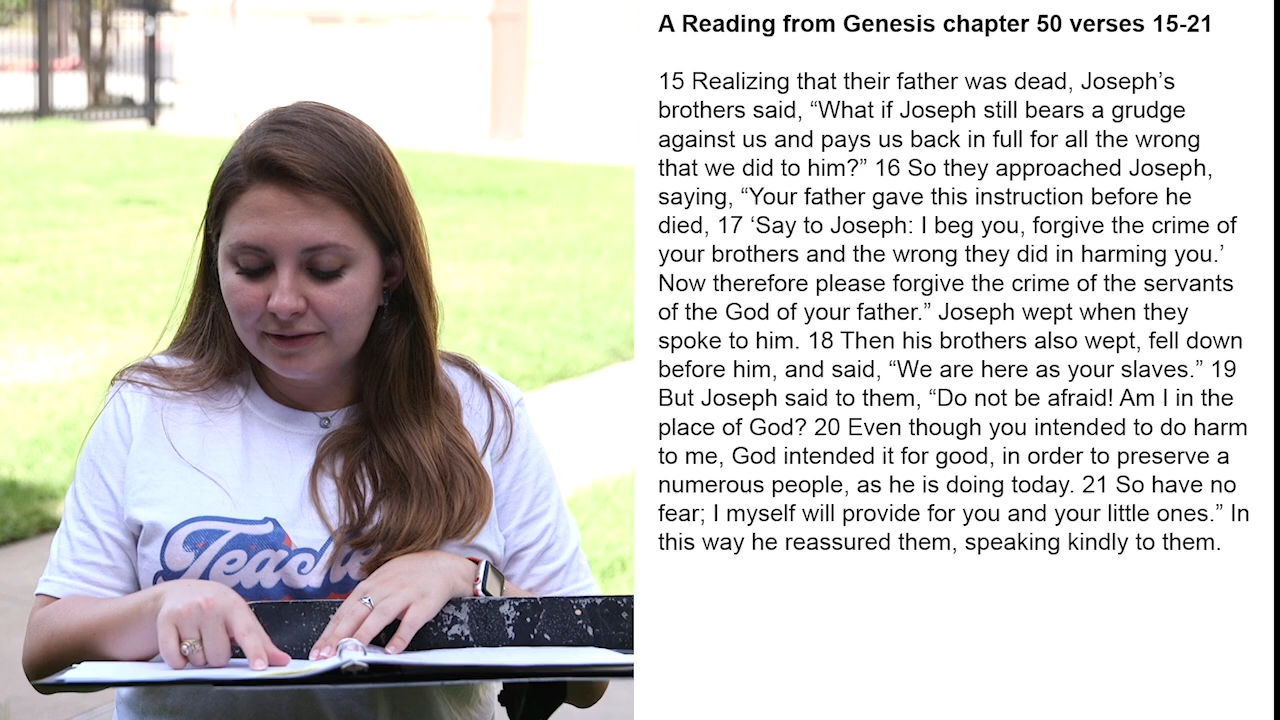 A Reading from Genesis chapter 50 verses 15-21
15 Realizing that their father was dead, Joseph’s
brothers said, “What if Joseph still bears a grudge
against us and pays us back in full for all the wrong
that we did to him?” 16 So they approached Joseph,
saying, “Your father gave this instruction before he
died, 17 ‘Say to Joseph: I beg you, forgive the crime of
your brothers and the wrong they did in harming you.’
Now therefore please forgive the crime of the servants
of the God of your father.” Joseph wept when they
spoke to him. 18 Then his brothers also wept, fell down
before him, and said, “We are here as your slaves.” 19
But Joseph said to them, “Do not be afraid! Am I in the
place of God? 20 Even though you intended to do harm
to me, God intended it for good, in order to preserve a
numerous people, as he is doing today. 21 So have no
fear; I myself will provide for you and your little ones.” In
this way he reassured them, speaking kindly to them.